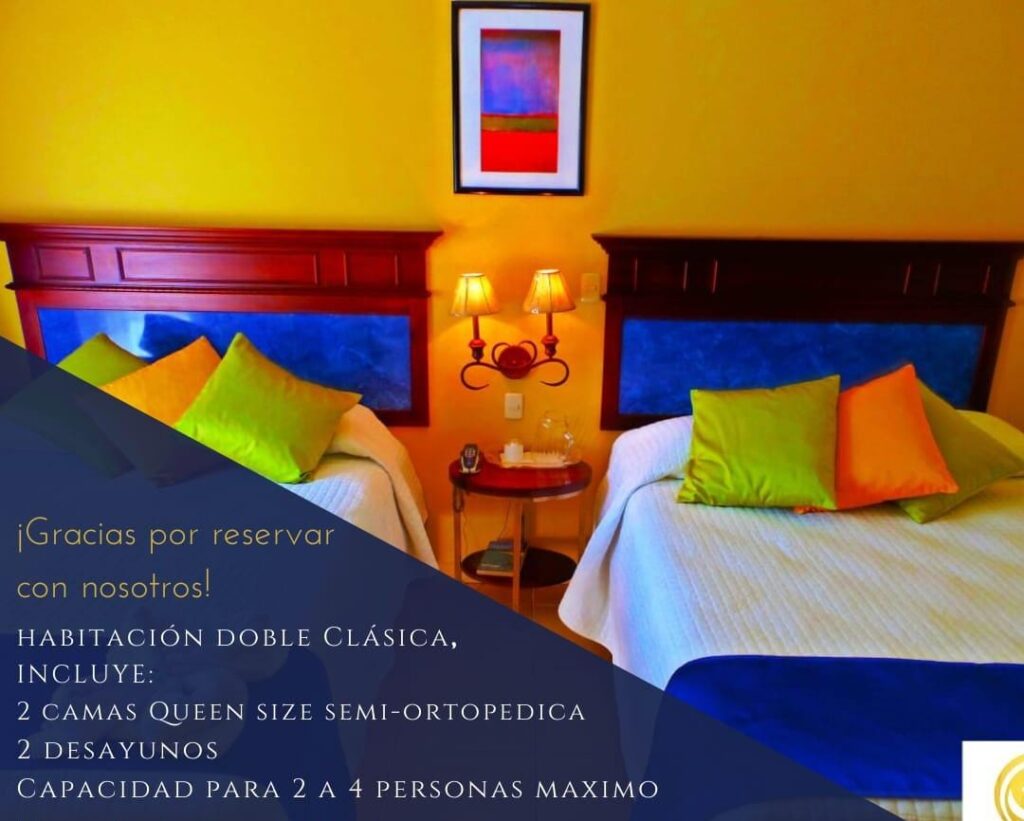 ¡Gracias por reservar
con nosotros!
HABITACIÓN DOBLE CLÁSICA,
INCLUYE:
2 CAMAS QUEEN SIZE SEMI-ORTOPEDICA
2 DESAYUNOS
CAPACIDAD PARA 2 A 4 PERSONAS MAXIMO